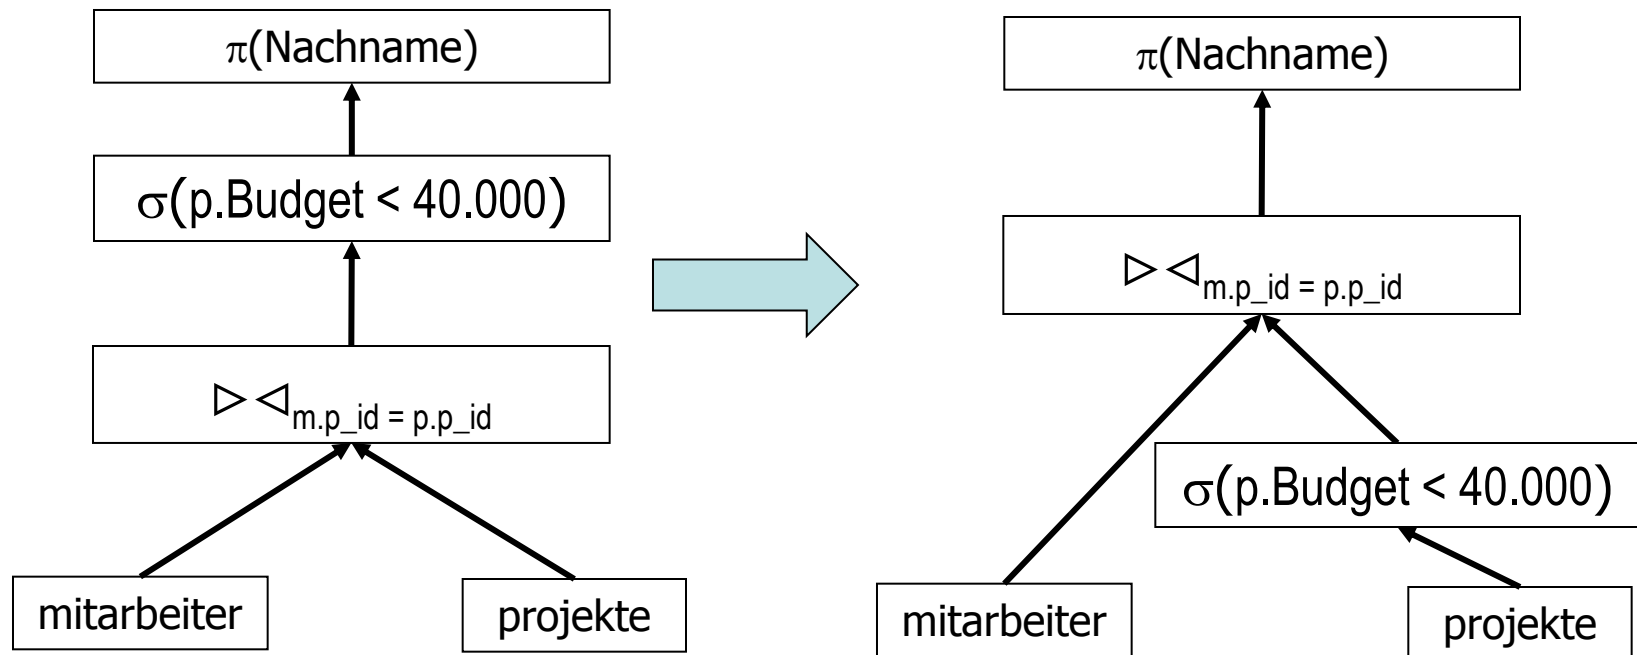 π(Nachname)
σ(p.Budget < 40.000)
▷◁m.p_id = p.p_id
mitarbeiter
projekte
π(Nachname)
▷◁m.p_id = p.p_id
σ(p.Budget < 40.000)
mitarbeiter
projekte